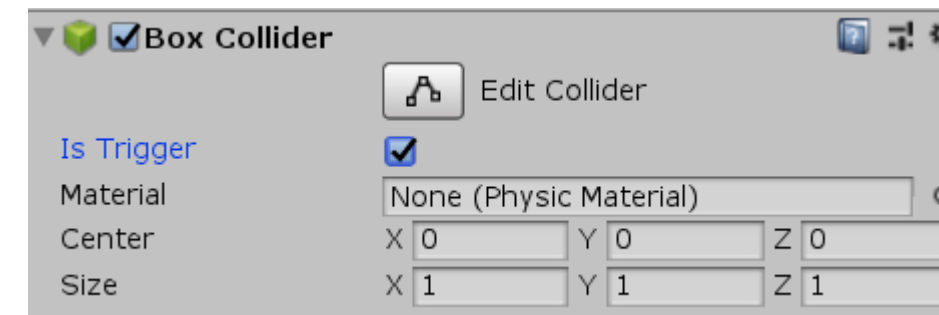 Box Collider
Edit Collider
Is Trigger
Material None (Physic Material)
Center X 0 Y 0 Z 0
Size X 1 Y 1 Z 1